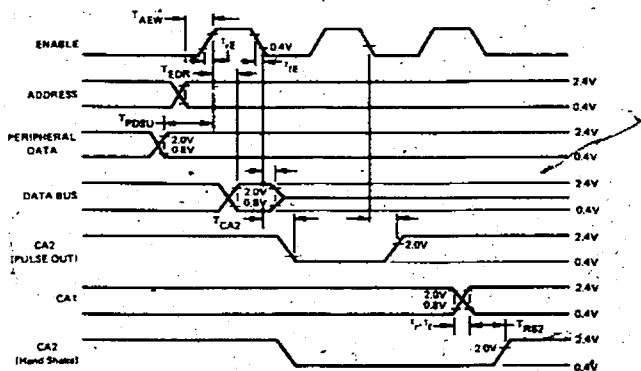 TAEW
ENABLE
TrE
0.4V
TfE
TEDR
ADDRESS
2.4V
0.4V
TPDSU
PERIPHERAL
DATA
2.0V
0.8V
2.4V
0.4V
DATA BUS
2.0V
0.8V
2.4V
0.4V
TCA2
CA2
(PULSE OUT)
2.0V
2.4V
0.4V
CA1
2.0V
0.8V
2.4V
0.4V
tr, tf
TRS2
CA2
(Hand Shake)
2.0V
2.4V
0.4V